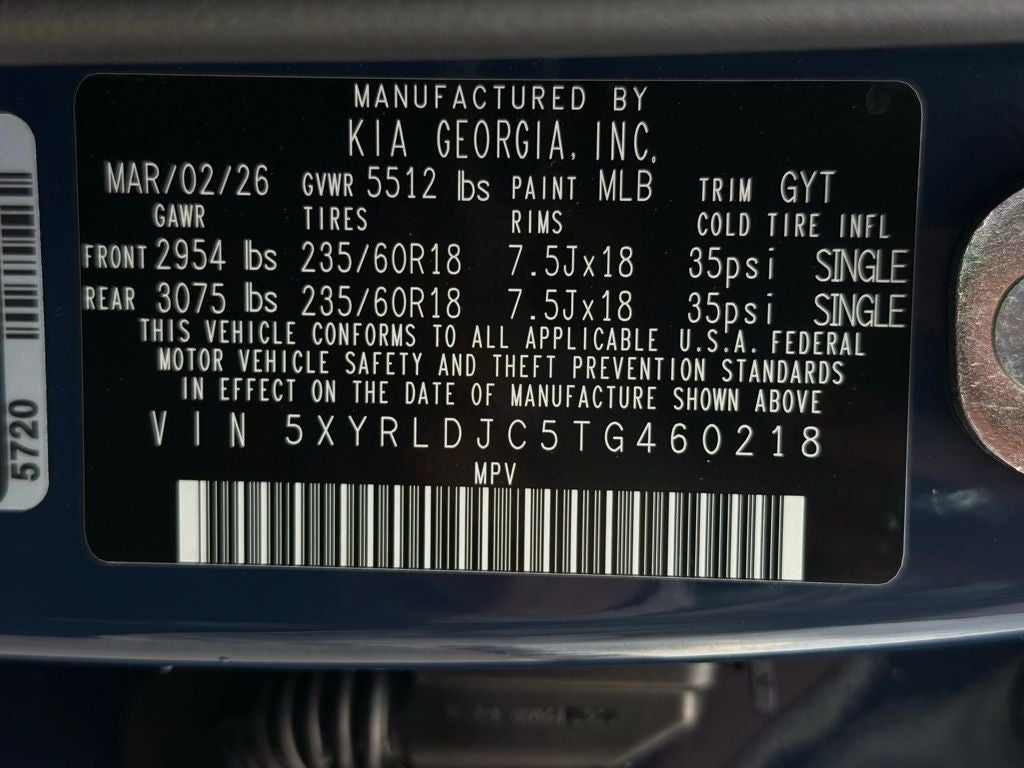 MANUFACTURED BY
KIA GEORGIA, INC.
MAR/02/26 GVWR 5512 lbs PAINT MLB TRIM GYT
GAWR TIRES RIMS COLD TIRE INFL
FRONT 2954 lbs 235/60R18 7.5Jx18 35psi SINGLE
REAR 3075 lbs 235/60R18 7.5Jx18 35psi SINGLE
THIS VEHICLE CONFORMS TO ALL APPLICABLE U.S.A. FEDERAL
MOTOR VEHICLE SAFETY AND THEFT PREVENTION STANDARDS
IN EFFECT ON THE DATE OF MANUFACTURE SHOWN ABOVE
VIN 5XYRLDJC5TG460218
MPV
5720